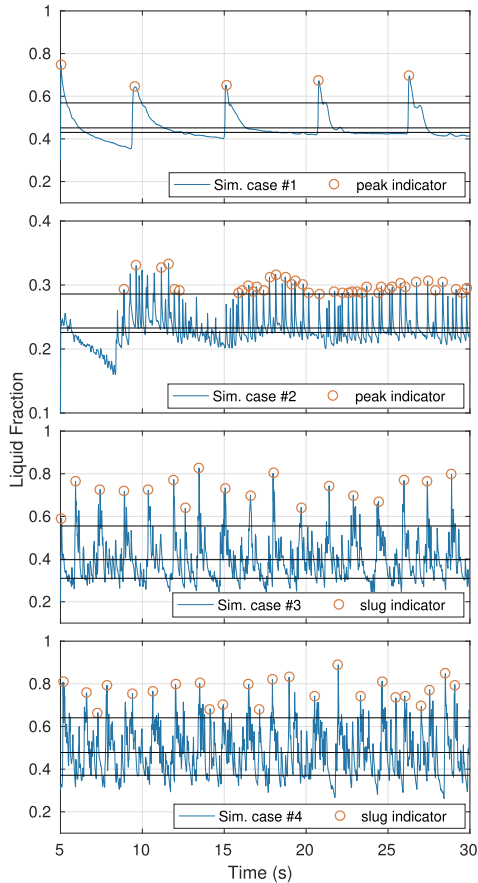 1
0.8
0.6
0.4
0.2
Sim. case #1 peak indicator
0.4
0.3
0.2
0.1
Sim. case #2 peak indicator
Liquid Fraction
1
0.8
0.6
0.4
0.2
Sim. case #3 slug indicator
1
0.8
0.6
0.4
0.2
Sim. case #4 slug indicator
5 10 15 20 25 30
Time (s)